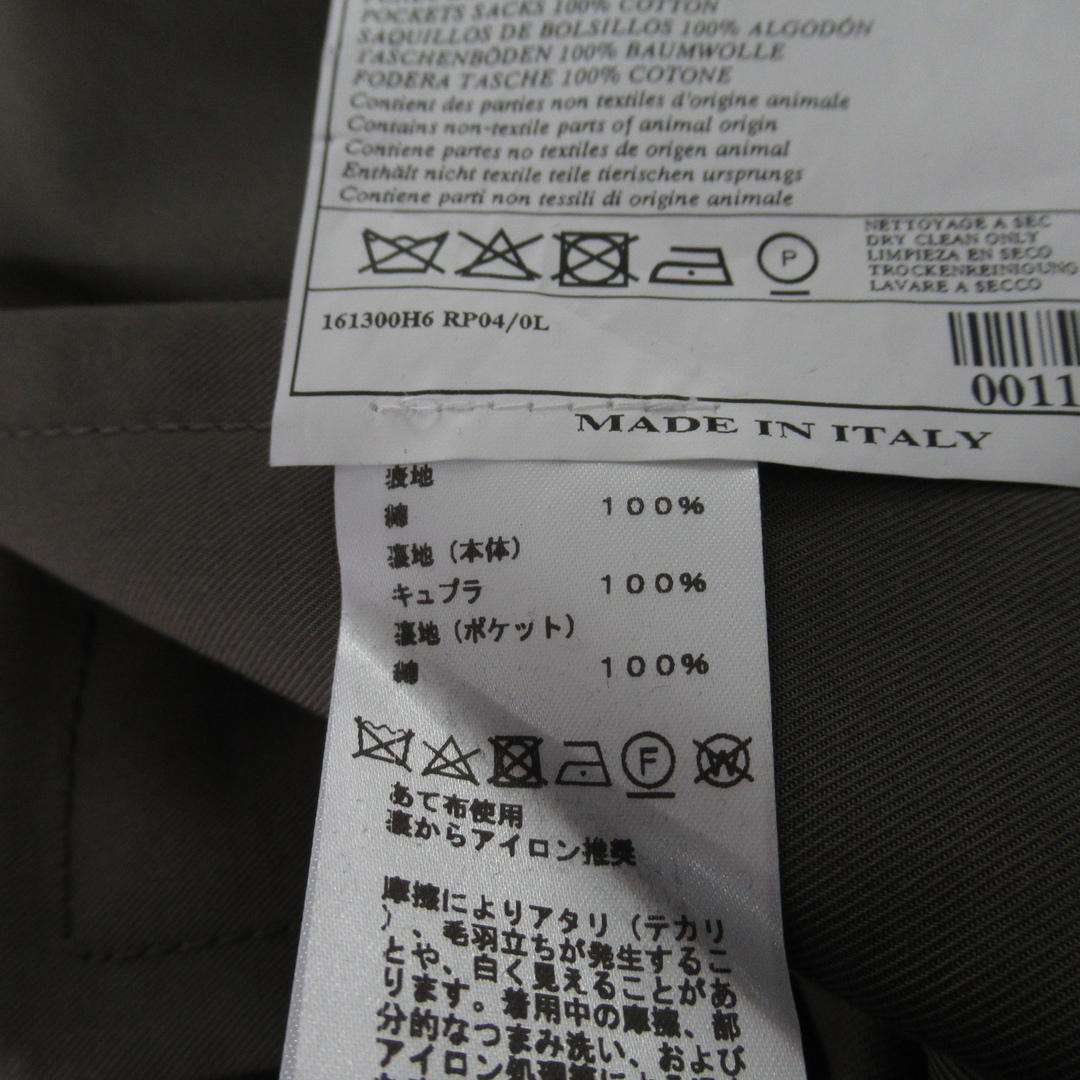 POCKETS SACKS 100% COTTON
SAQUILLOS DE BOLSILLOS 100% ALGODÓN
TASCHENBÖDEN 100% BAUMWOLLE
FODERA TASCHE 100% COTONE
Contient des parties non textiles d'origine animale
Contains non-textile parts of animal origin
Contiene partes no textiles de origen animal
Enthält nicht textile teile tierischen ursprungs
Contiene parti non tessili di origine animale
P
NETTOYAGE A SEC
DRY CLEAN ONLY
LIMPIEZA EN SECO
TROCKENREINIGUNG
LAVARE A SECCO
161300H6 RP04/0L
0011
MADE IN ITALY
表地
綿 100%
裏地（本体）
キュプラ 100%
裏地（ポケット）
綿 100%
F W
あて布使用
裏からアイロン推奨
摩擦によりアタリ（テカリ
）、毛羽立ちが発生するこ
とや、白く見えることがあ
ります。着用中の摩擦、部
分的なつまみ洗い、および
アイロン処理等に